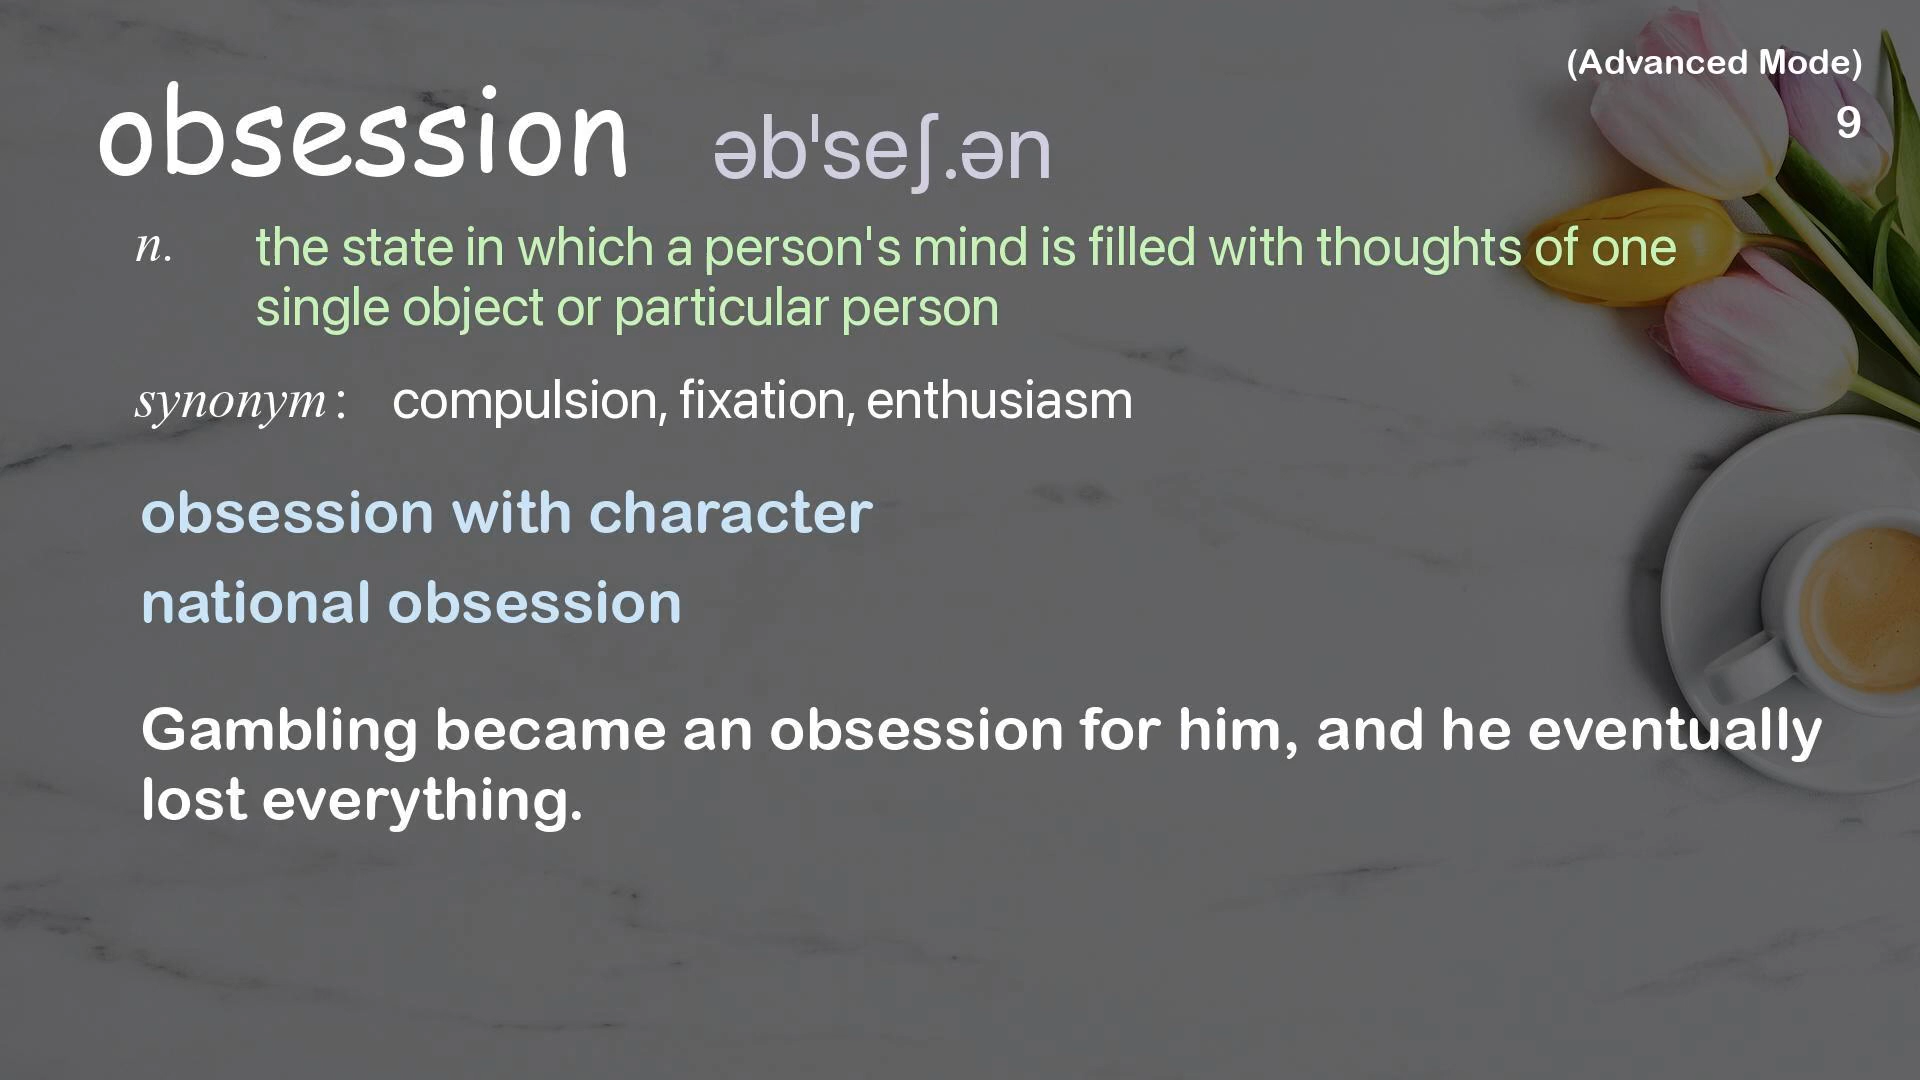 (Advanced Mode)
obsession əb'seʃ.ən
9
n. the state in which a person's mind is filled with thoughts of one
single object or particular person
synonym : compulsion, fixation, enthusiasm
obsession with character
national obsession
Gambling became an obsession for him, and he eventually
lost everything.